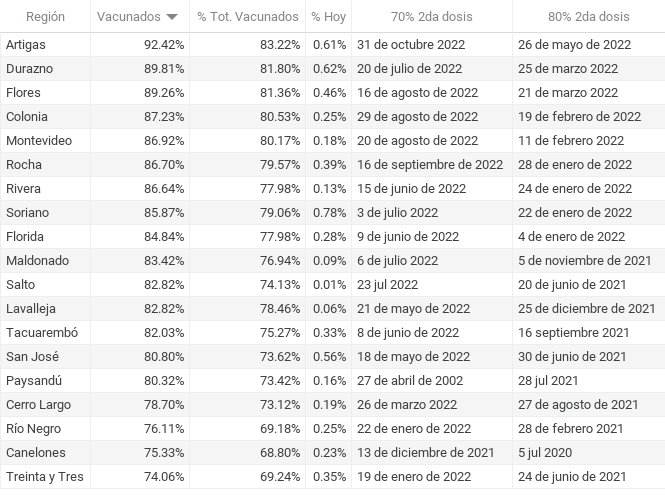 Región Vacunados % Tot. Vacunados % Hoy 70% 2da dosis 80% 2da dosis
Artigas 92.42% 83.22% 0.61% 31 de octubre 2022 26 de mayo de 2022
Durazno 89.81% 81.80% 0.62% 20 de julio de 2022 25 de marzo 2022
Flores 89.26% 81.36% 0.46% 16 de agosto de 2022 21 de marzo 2022
Colonia 87.23% 80.53% 0.25% 29 de agosto de 2022 19 de febrero de 2022
Montevideo 86.92% 80.17% 0.18% 20 de agosto de 2022 11 de febrero 2022
Rocha 86.70% 79.57% 0.39% 16 de septiembre de 2022 28 de enero de 2022
Rivera 86.64% 77.98% 0.13% 15 de junio de 2022 24 de enero de 2022
Soriano 85.87% 79.06% 0.78% 3 de julio 2022 22 de enero de 2022
Florida 84.84% 77.98% 0.28% 9 de junio de 2022 4 de enero de 2022
Maldonado 83.42% 76.94% 0.09% 6 de julio 2022 5 de noviembre de 2021
Salto 82.82% 74.13% 0.01% 23 jul 2022 20 de junio de 2021
Lavalleja 82.82% 78.46% 0.06% 21 de mayo de 2022 25 de diciembre de 2021
Tacuarembó 82.03% 75.27% 0.33% 8 de junio de 2022 16 septiembre 2021
San José 80.80% 73.62% 0.56% 18 de mayo de 2022 30 de junio de 2021
Paysandú 80.32% 73.42% 0.16% 27 de abril de 2002 28 jul 2021
Cerro Largo 78.70% 73.12% 0.19% 26 de marzo 2022 27 de agosto de 2021
Río Negro 76.11% 69.18% 0.25% 22 de enero de 2022 28 de febrero 2021
Canelones 75.33% 68.80% 0.23% 13 de diciembre de 2021 5 jul 2020
Treinta y Tres 74.06% 69.24% 0.35% 19 de enero de 2022 24 de junio de 2021